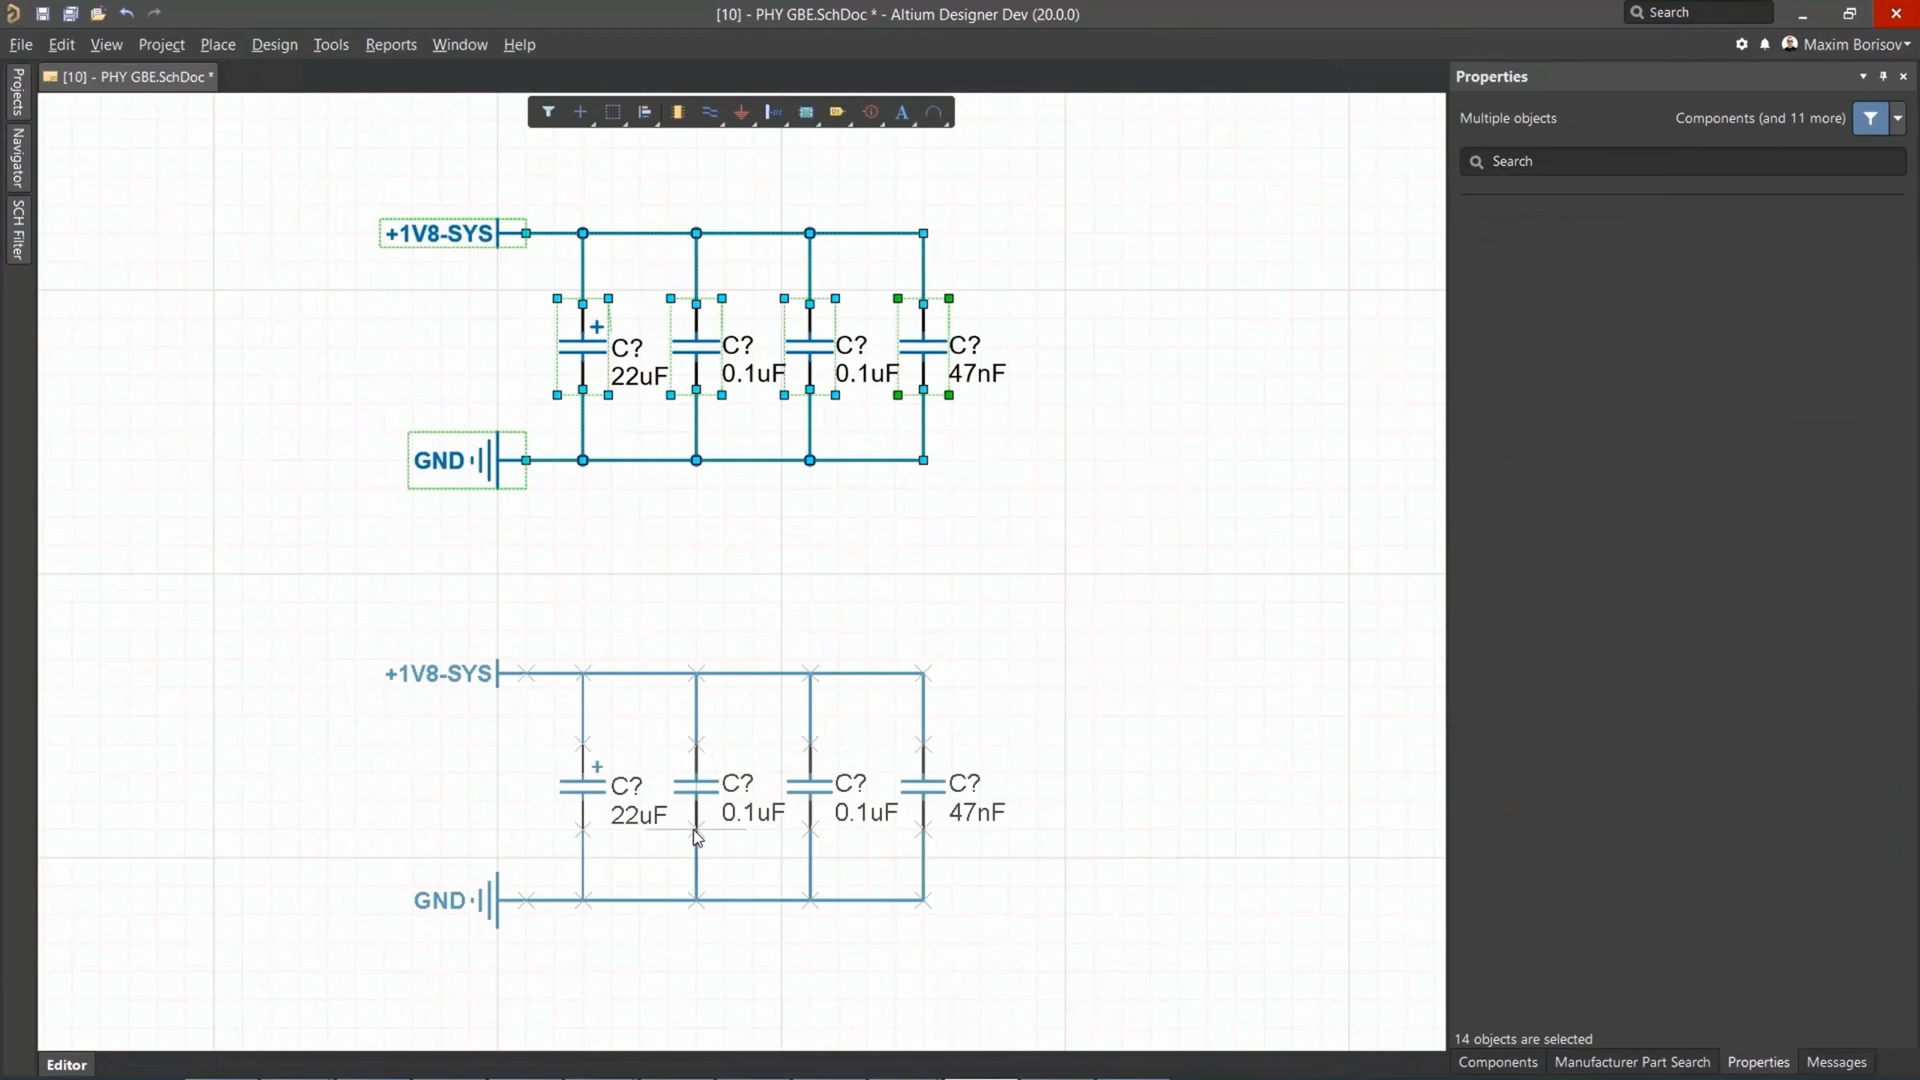 [10] - PHY GBE.SchDoc * - Altium Designer Dev (20.0.0)
Search
File Edit View Project Place Design Tools Reports Window Help
Maxim Borisov
Projects
Navigator
SCH Filter
[10] - PHY GBE.SchDoc *
Properties
Multiple objects
Components (and 11 more)
Search
+1V8-SYS
C?
22uF
C?
0.1uF
C?
0.1uF
C?
47nF
GND
+1V8-SYS
C?
22uF
C?
0.1uF
C?
0.1uF
C?
47nF
GND
14 objects are selected
Editor
Components Manufacturer Part Search Properties Messages